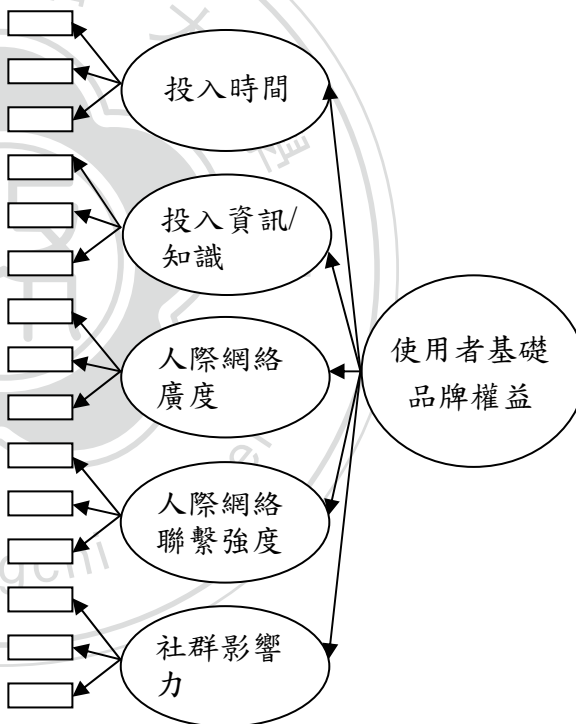 投入時間
投入資訊/
知識
人際網絡
廣度
使用者基礎
品牌權益
人際網絡
聯繫強度
社群影響
力